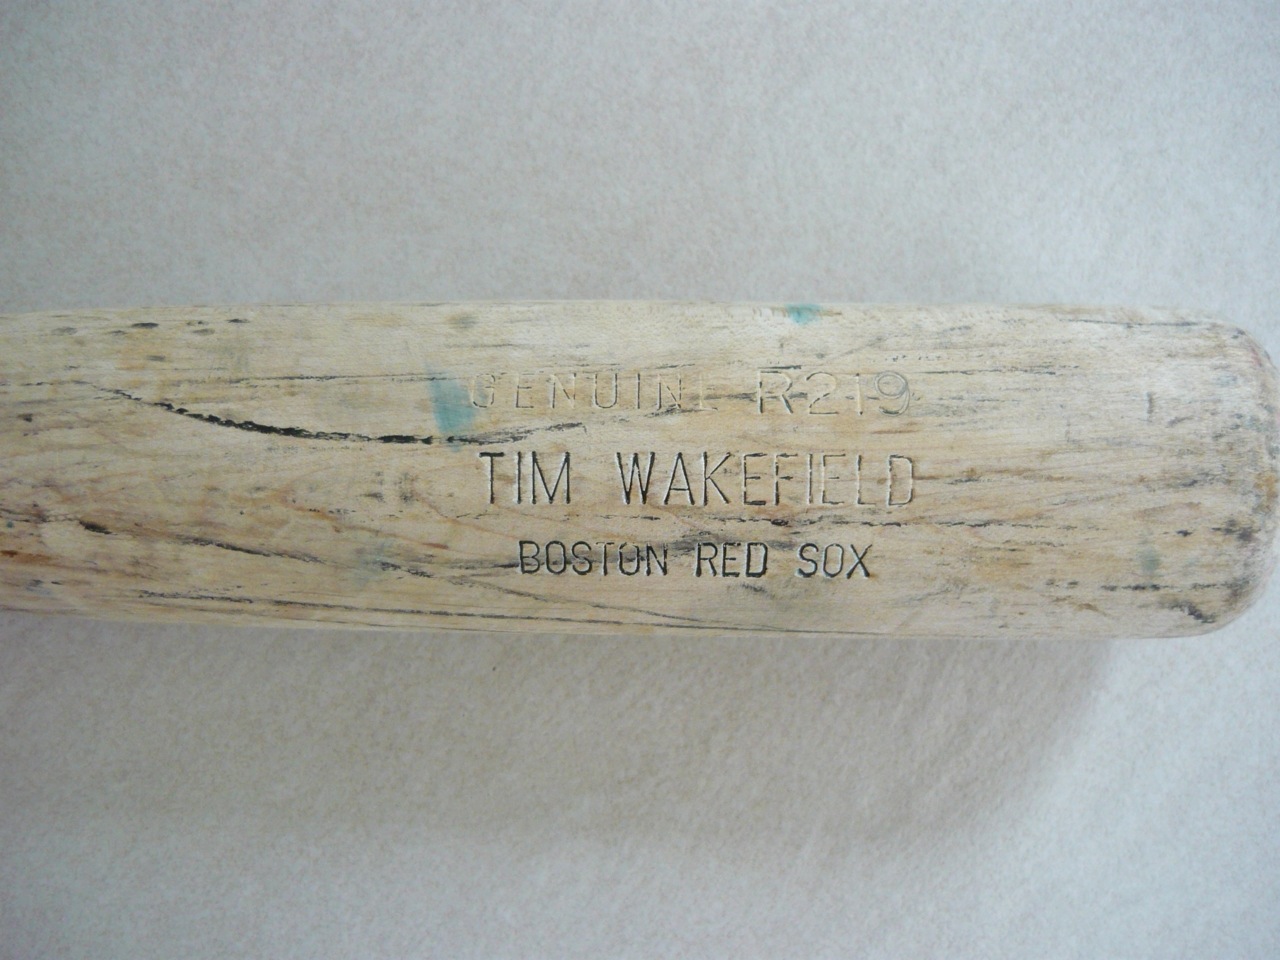 GENUINE R219
TIM WAKEFIELD
BOSTON RED SOX